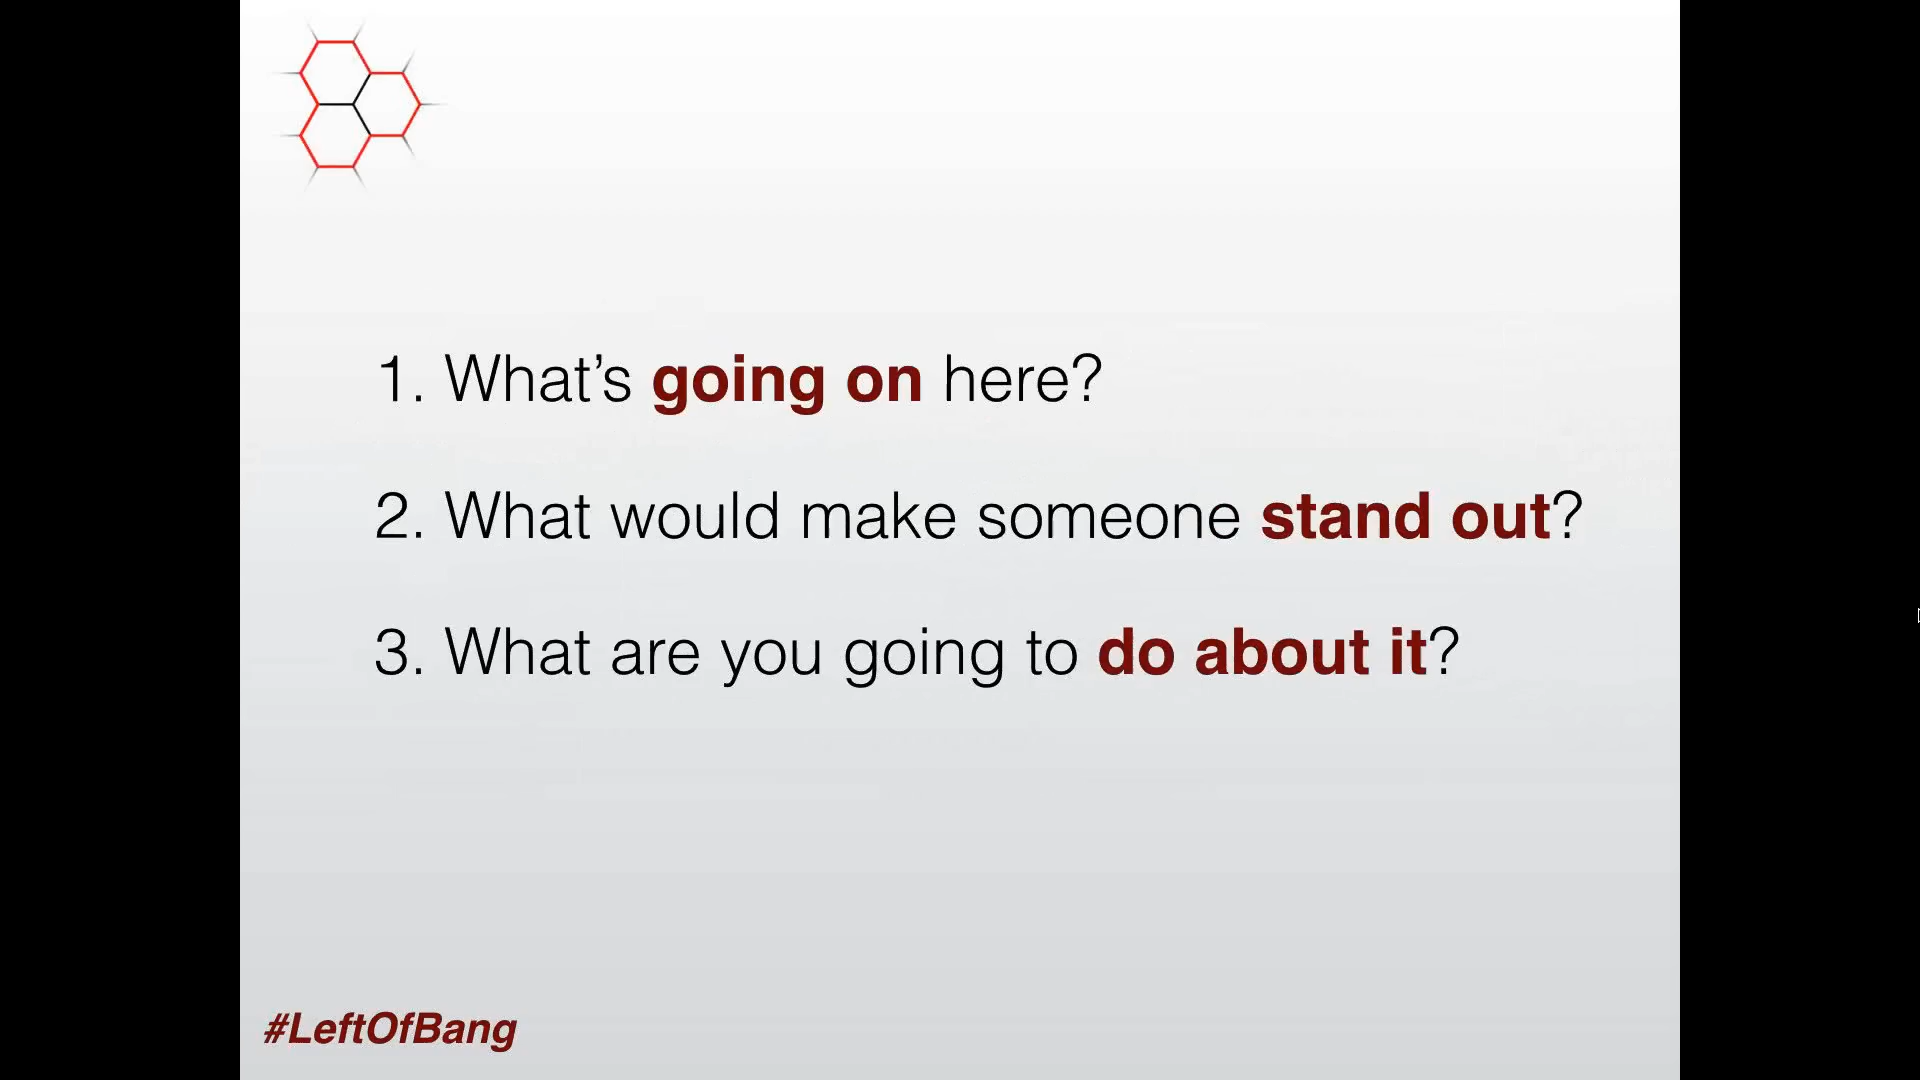 1. What’s going on here?
2. What would make someone stand out?
3. What are you going to do about it?
#LeftOfBang